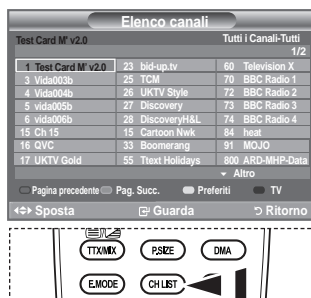 Elenco canali
Test Card M' v2.0 Tutti i Canali-Tutti
1/2
1 Test Card M' v2.0 23 bid-up.tv 60 Television X
3 Vida003b 25 TCM 70 BBC Radio 1
4 Vida004b 26 UKTV Style 72 BBC Radio 2
5 vida005b 27 Discovery 73 BBC Radio 3
6 vida006b 28 DiscoveryH&L 74 BBC Radio 4
15 Ch 15 15 Cartoon Nwk 84 heat
16 QVC 33 Boomerang 91 MOJO
17 UKTV Gold 55 Ttext Holidays 800 ARD-MHP-Data
Altro
Pagina precedente Pag. Succ. Preferiti TV
Sposta Guarda Ritorno
TTX/MIX P.SIZE DMA
E.MODE CH LIST